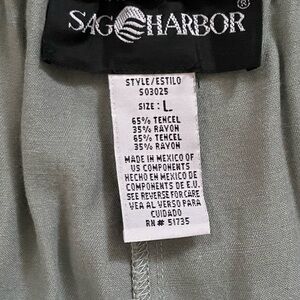 SAG HARBOR®
STYLE/ESTILO
S03025
SIZE: L
65% TENCEL
35% RAYON
65% TENCEL
35% RAYON
MADE IN MEXICO OF
US COMPONENTS
HECHO EN MEXICO DE
COMPONENTES DE E.U.
SEE REVERSE FOR CARE
VEA AL VERSO PARA
CUIDADO
RN# 51735